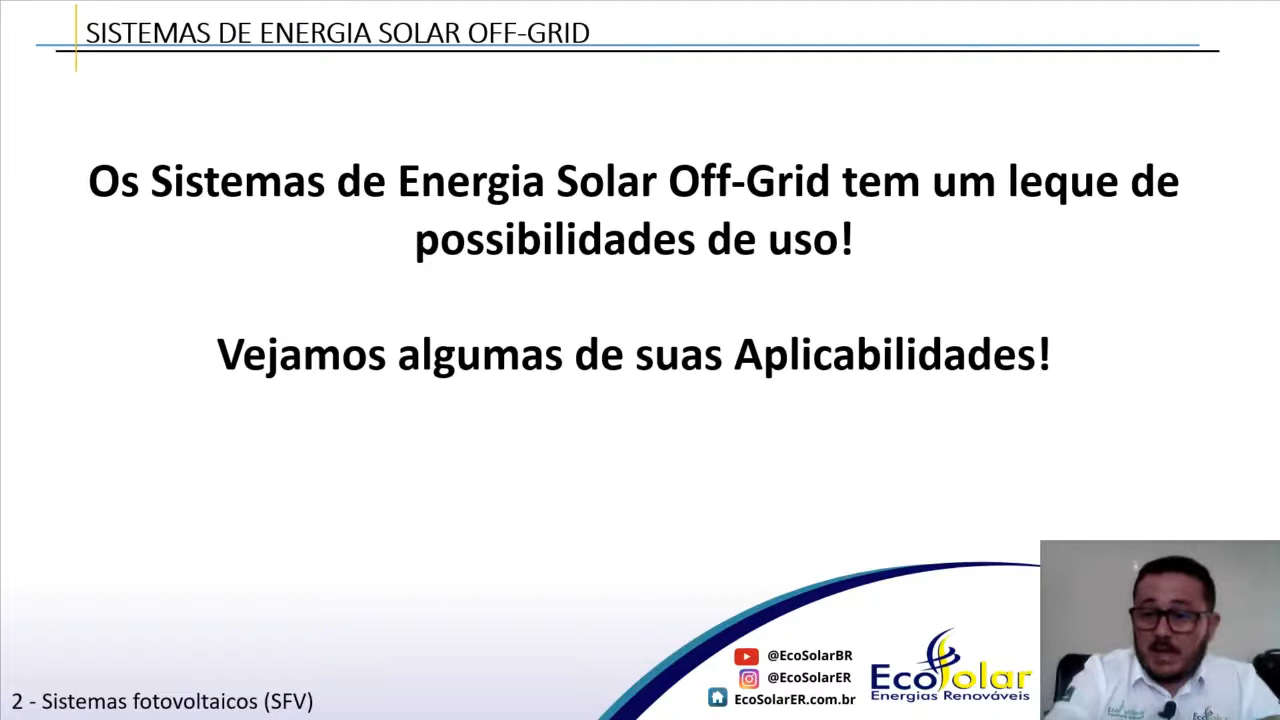 SISTEMAS DE ENERGIA SOLAR OFF-GRID
Os Sistemas de Energia Solar Off-Grid tem um leque de
possibilidades de uso!
Vejamos algumas de suas Aplicabilidades!
@EcoSolarBR
@EcoSolarER
EcoSolarER.com.br
EcoSolar
Energias Renováveis
2 - Sistemas fotovoltaicos (SFV)